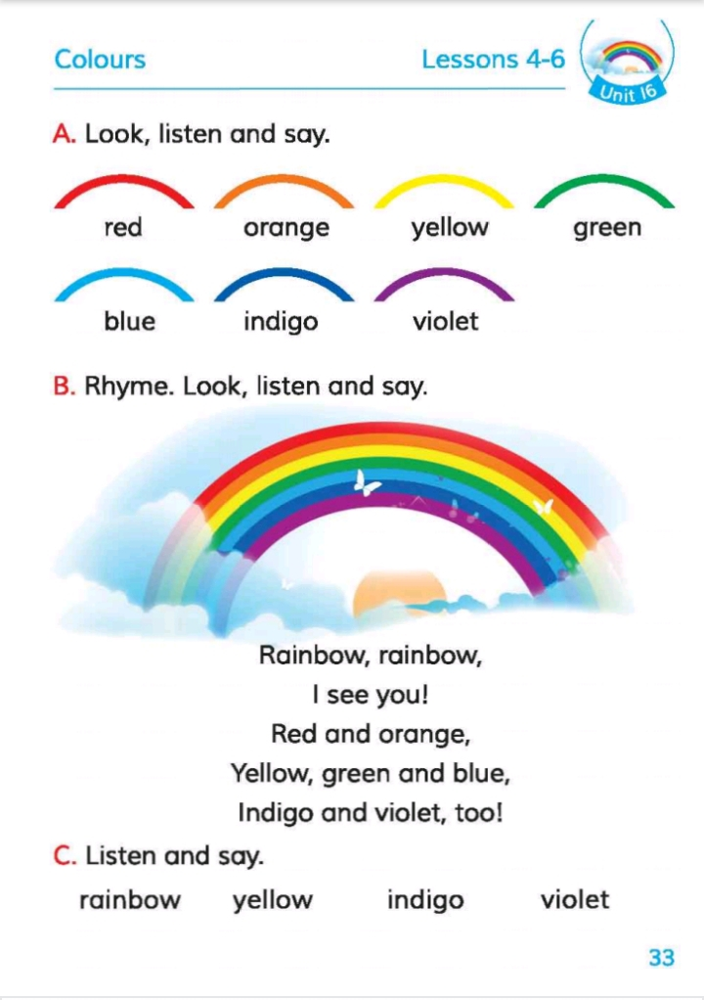 Colours Lessons 4-6
Unit 16
A. Look, listen and say.
red orange yellow green
blue indigo violet
B. Rhyme. Look, listen and say.
Rainbow, rainbow,
I see you!
Red and orange,
Yellow, green and blue,
Indigo and violet, too!
C. Listen and say.
rainbow yellow indigo violet
33